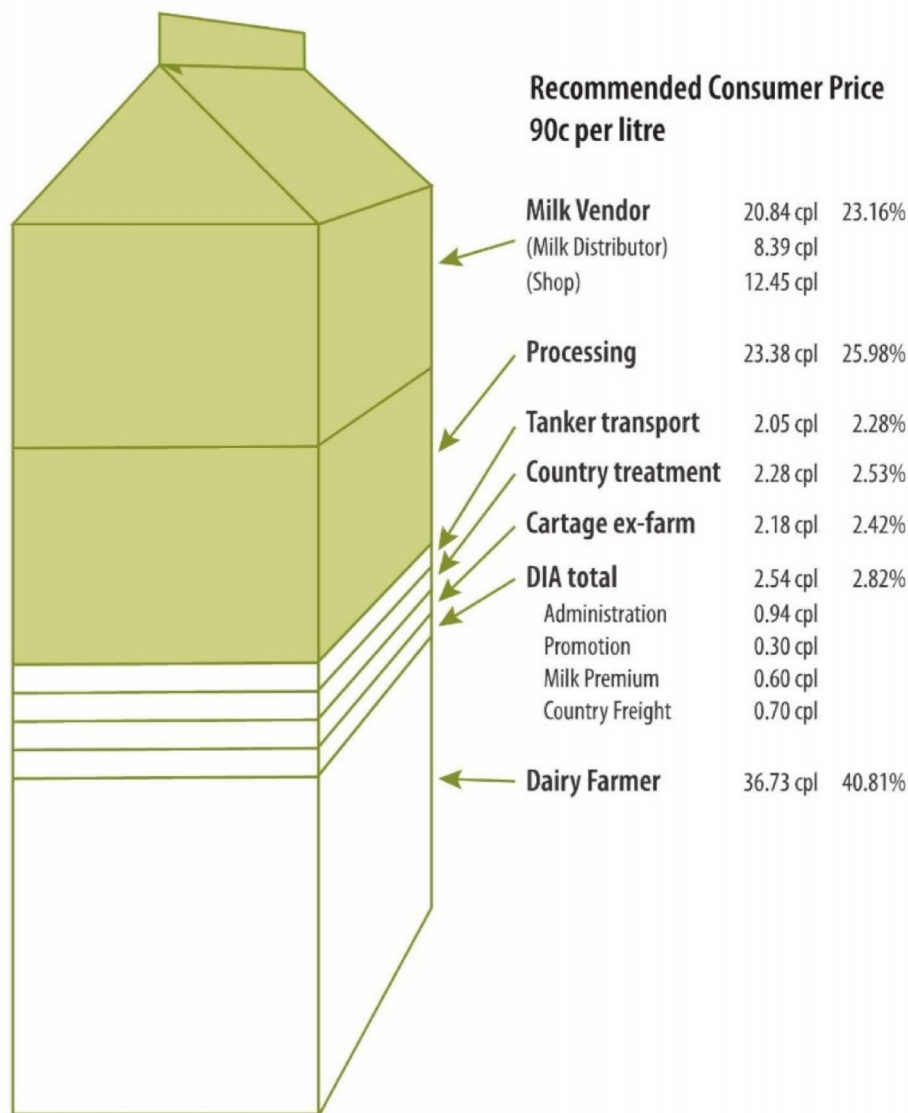 Recommended Consumer Price
90c per litre
Milk Vendor 20.84 cpl 23.16%
(Milk Distributor) 8.39 cpl
(Shop) 12.45 cpl
Processing 23.38 cpl 25.98%
Tanker transport 2.05 cpl 2.28%
Country treatment 2.28 cpl 2.53%
Cartage ex-farm 2.18 cpl 2.42%
DIA total 2.54 cpl 2.82%
Administration 0.94 cpl
Promotion 0.30 cpl
Milk Premium 0.60 cpl
Country Freight 0.70 cpl
Dairy Farmer 36.73 cpl 40.81%